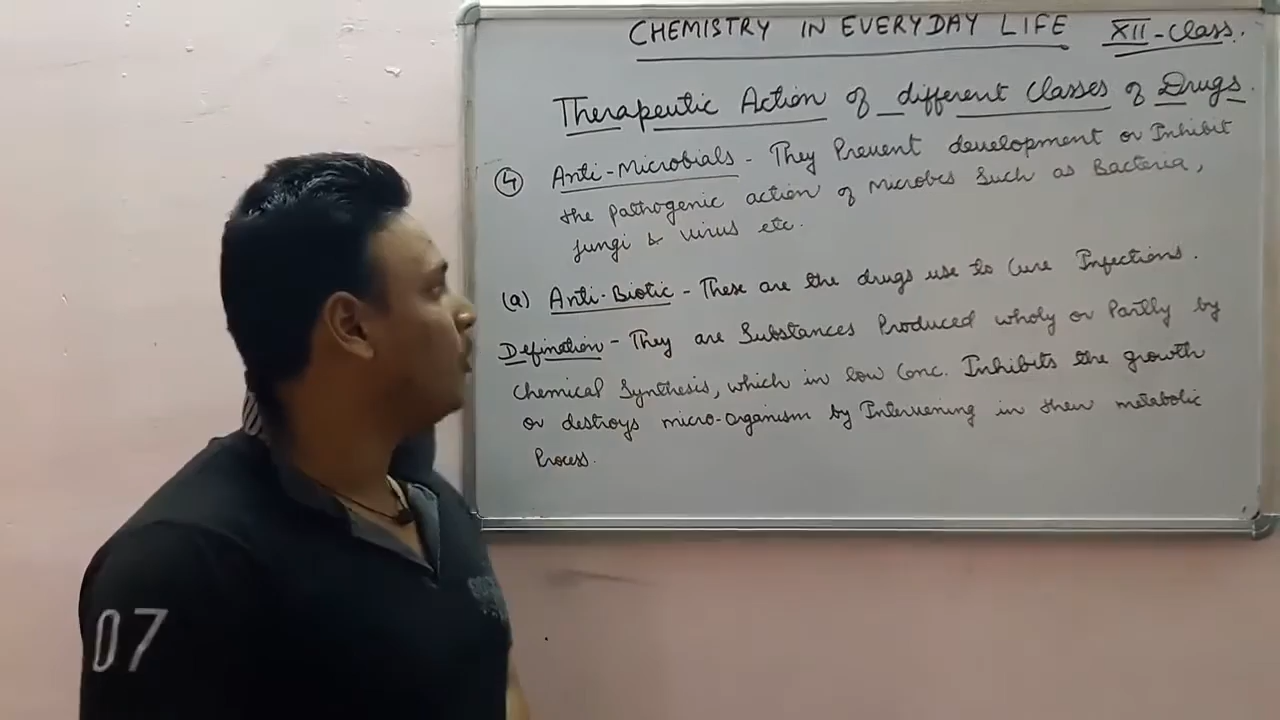 CHEMISTRY IN EVERYDAY LIFE XII-Class.
Therapeutic Action of different Classes of Drugs.
④ Anti-Microbials - They Prevent development or Inhibit
the pathogenic action of Microbes Such as Bacteria,
fungi & virus etc.
(a) Anti-Biotic - These are the drugs use to Cure Infections.
Defination - They are Substances Produced wholy or Partly by
Chemical Synthesis, which in low Conc. Inhibits the growth
or destroys micro-organism by Intervening in their metabolic
Process.
07